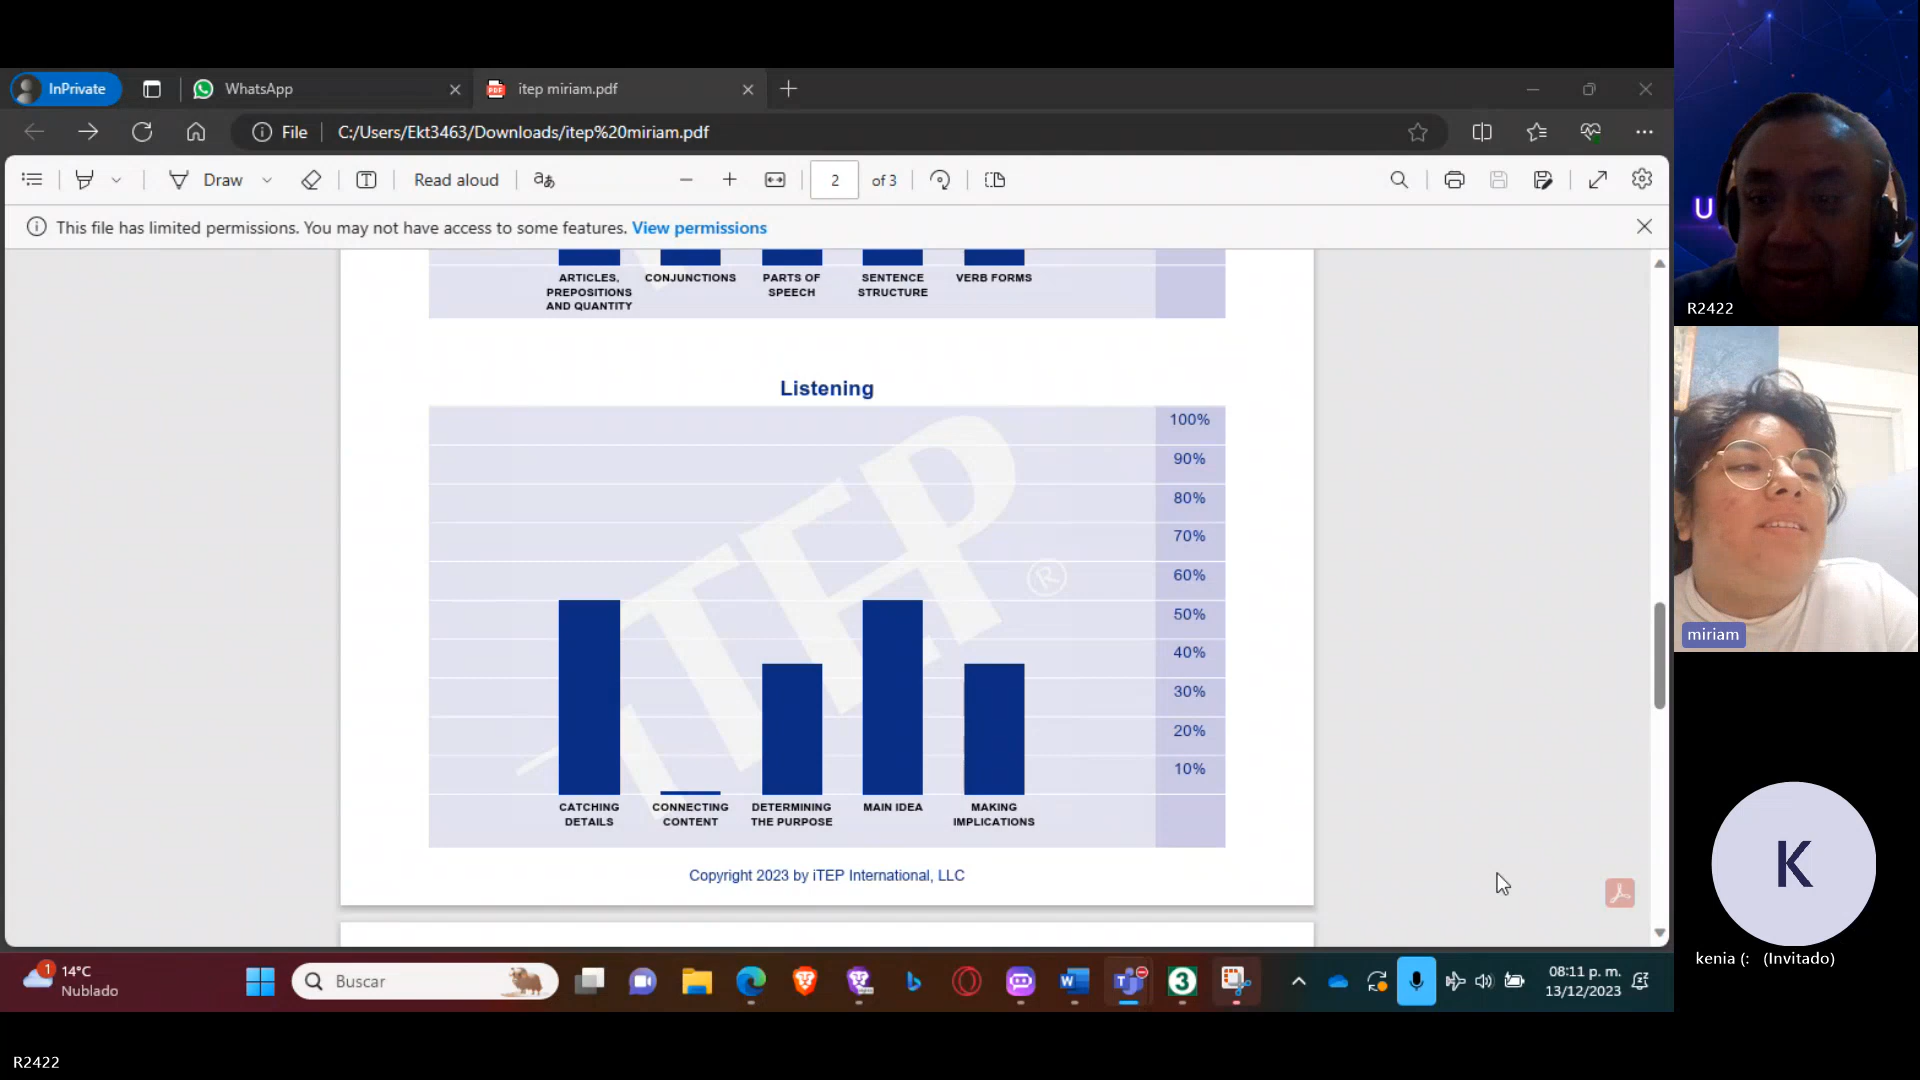 InPrivate
WhatsApp
itep miriam.pdf
File
C:/Users/Ekt3463/Downloads/itep%20miriam.pdf
Draw
Read aloud
2
of 3
This file has limited permissions. You may not have access to some features. View permissions
ARTICLES,
PREPOSITIONS
AND QUANTITY
CONJUNCTIONS
PARTS OF
SPEECH
SENTENCE
STRUCTURE
VERB FORMS
Listening
iTEP ®
100%
90%
80%
70%
60%
50%
40%
30%
20%
10%
CATCHING
DETAILS
CONNECTING
CONTENT
DETERMINING
THE PURPOSE
MAIN IDEA
MAKING
IMPLICATIONS
Copyright 2023 by iTEP International, LLC
1
14°C
Nublado
Buscar
3
08:11 p. m.
13/12/2023
R2422
U
R2422
miriam
K
kenia (: (Invitado)